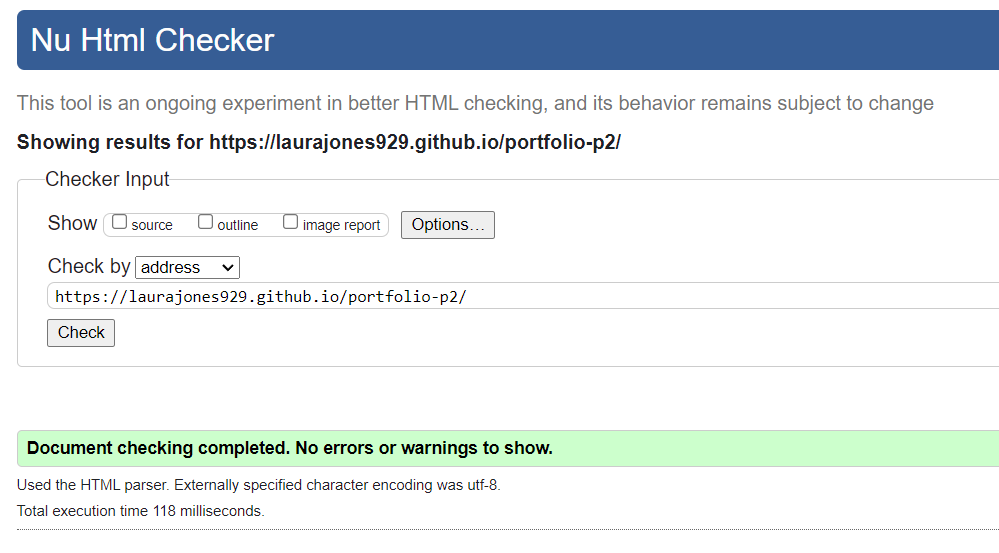 Nu Html Checker
This tool is an ongoing experiment in better HTML checking, and its behavior remains subject to change
Showing results for https://laurajones929.github.io/portfolio-p2/
Checker Input
Show source outline image report Options...
Check by address
https://laurajones929.github.io/portfolio-p2/
Check
Document checking completed. No errors or warnings to show.
Used the HTML parser. Externally specified character encoding was utf-8.
Total execution time 118 milliseconds.